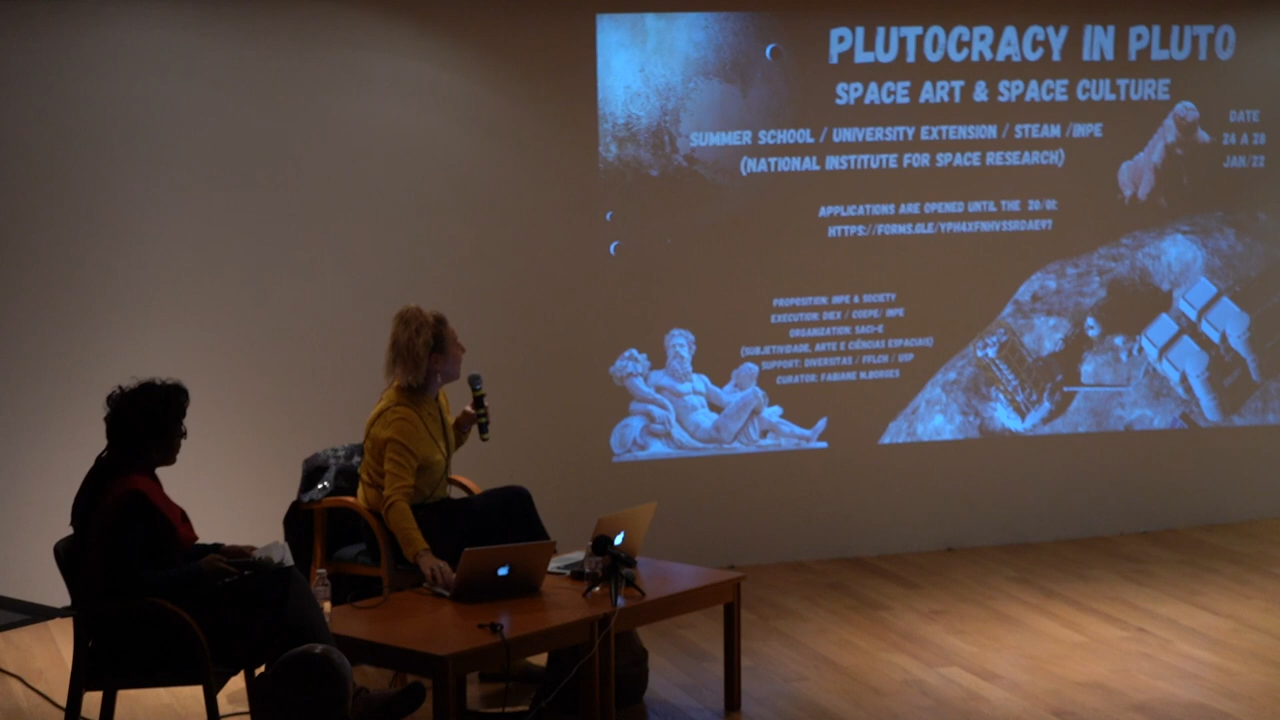 PLUTOCRACY IN PLUTO
SPACE ART & SPACE CULTURE
SUMMER SCHOOL / UNIVERSITY EXTENSION / STEAM /INPE
(NATIONAL INSTITUTE FOR SPACE RESEARCH)
DATE
24 A 28
JAN/22
APPLICATIONS ARE OPENED UNTIL THE 20/01:
PROPOSITION: INPE & SOCIETY
EXECUTION: DIEX / COEPE/ INPE
ORGANIZATION: SACI-E
(SUBJETIVIDADE, ARTE E CIÊNCIAS ESPACIAIS)
SUPPORT: DIVERSITAS / FFLCH / USP
CURATOR: FABIANE M.BORGES